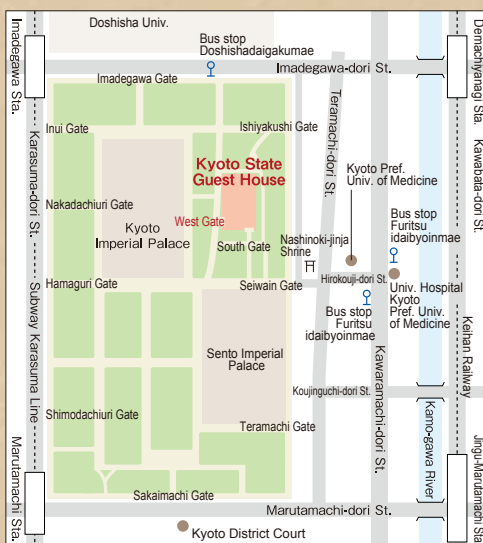 Doshisha Univ.
Bus stop
Doshishadaigakumae
Imadegawa Sta.
Imadegawa-dori St.
Demachiyanagi Sta.
Imadegawa Gate
Inui Gate
Ishiyakushi Gate
Teramachi-dori St.
Kawabata-dori St.
Karasuma-dori St.
Kyoto State
Guest House
Kyoto Pref.
Univ. of Medicine
Nakadachiuri Gate
West Gate
Kyoto
Imperial Palace
South Gate
Nashinoki-jinja
Shrine
Bus stop
Furitsu
idaibyoinmae
Hamaguri Gate
Seiwain Gate
Hirokouji-dori St.
Univ. Hospital
Kyoto
Pref. Univ.
of Medicine
Bus stop
Furitsu
idaibyoinmae
Subway Karasuma Line
Keihan Railway
Sento Imperial
Palace
Kawaramachi-dori St.
Koujinguchi-dori St.
Kamo-gawa River
Shimodachiuri Gate
Teramachi Gate
Marutamachi Sta.
Jingu-Marutamachi Sta.
Sakaimachi Gate
Marutamachi-dori St.
Kyoto District Court